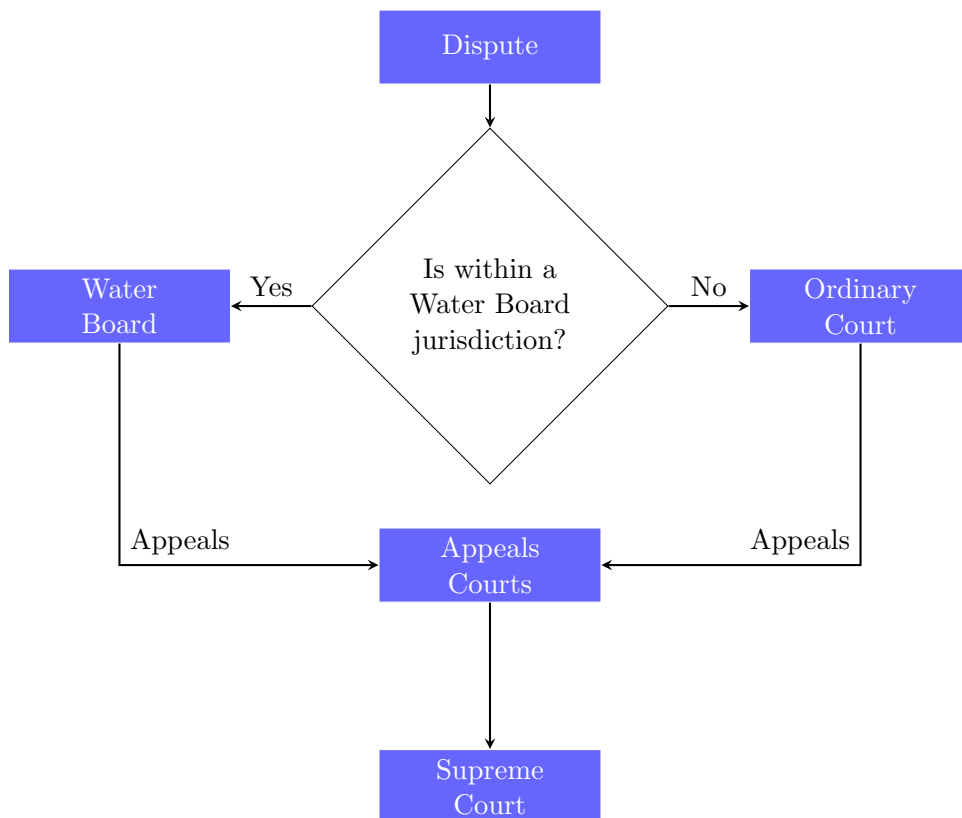 Dispute
Is within a
Water Board
jurisdiction?
Yes
No
Water
Board
Ordinary
Court
Appeals
Appeals
Appeals
Courts
Supreme
Court